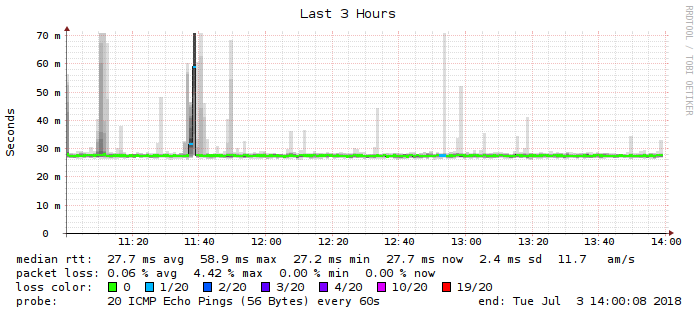 Last 3 Hours
RRDTOOL / TOBI OETIKER
Seconds
70 m
60 m
50 m
40 m
30 m
20 m
10 m
0
11:20 11:40 12:00 12:20 12:40 13:00 13:20 13:40 14:00
median rtt: 27.7 ms avg 58.9 ms max 27.2 ms min 27.7 ms now 2.4 ms sd 11.7 am/s
packet loss: 0.06 % avg 4.42 % max 0.00 % min 0.00 % now
loss color: 0 1/20 2/20 3/20 4/20 10/20 19/20
probe: 20 ICMP Echo Pings (56 Bytes) every 60s end: Tue Jul 3 14:00:08 2018